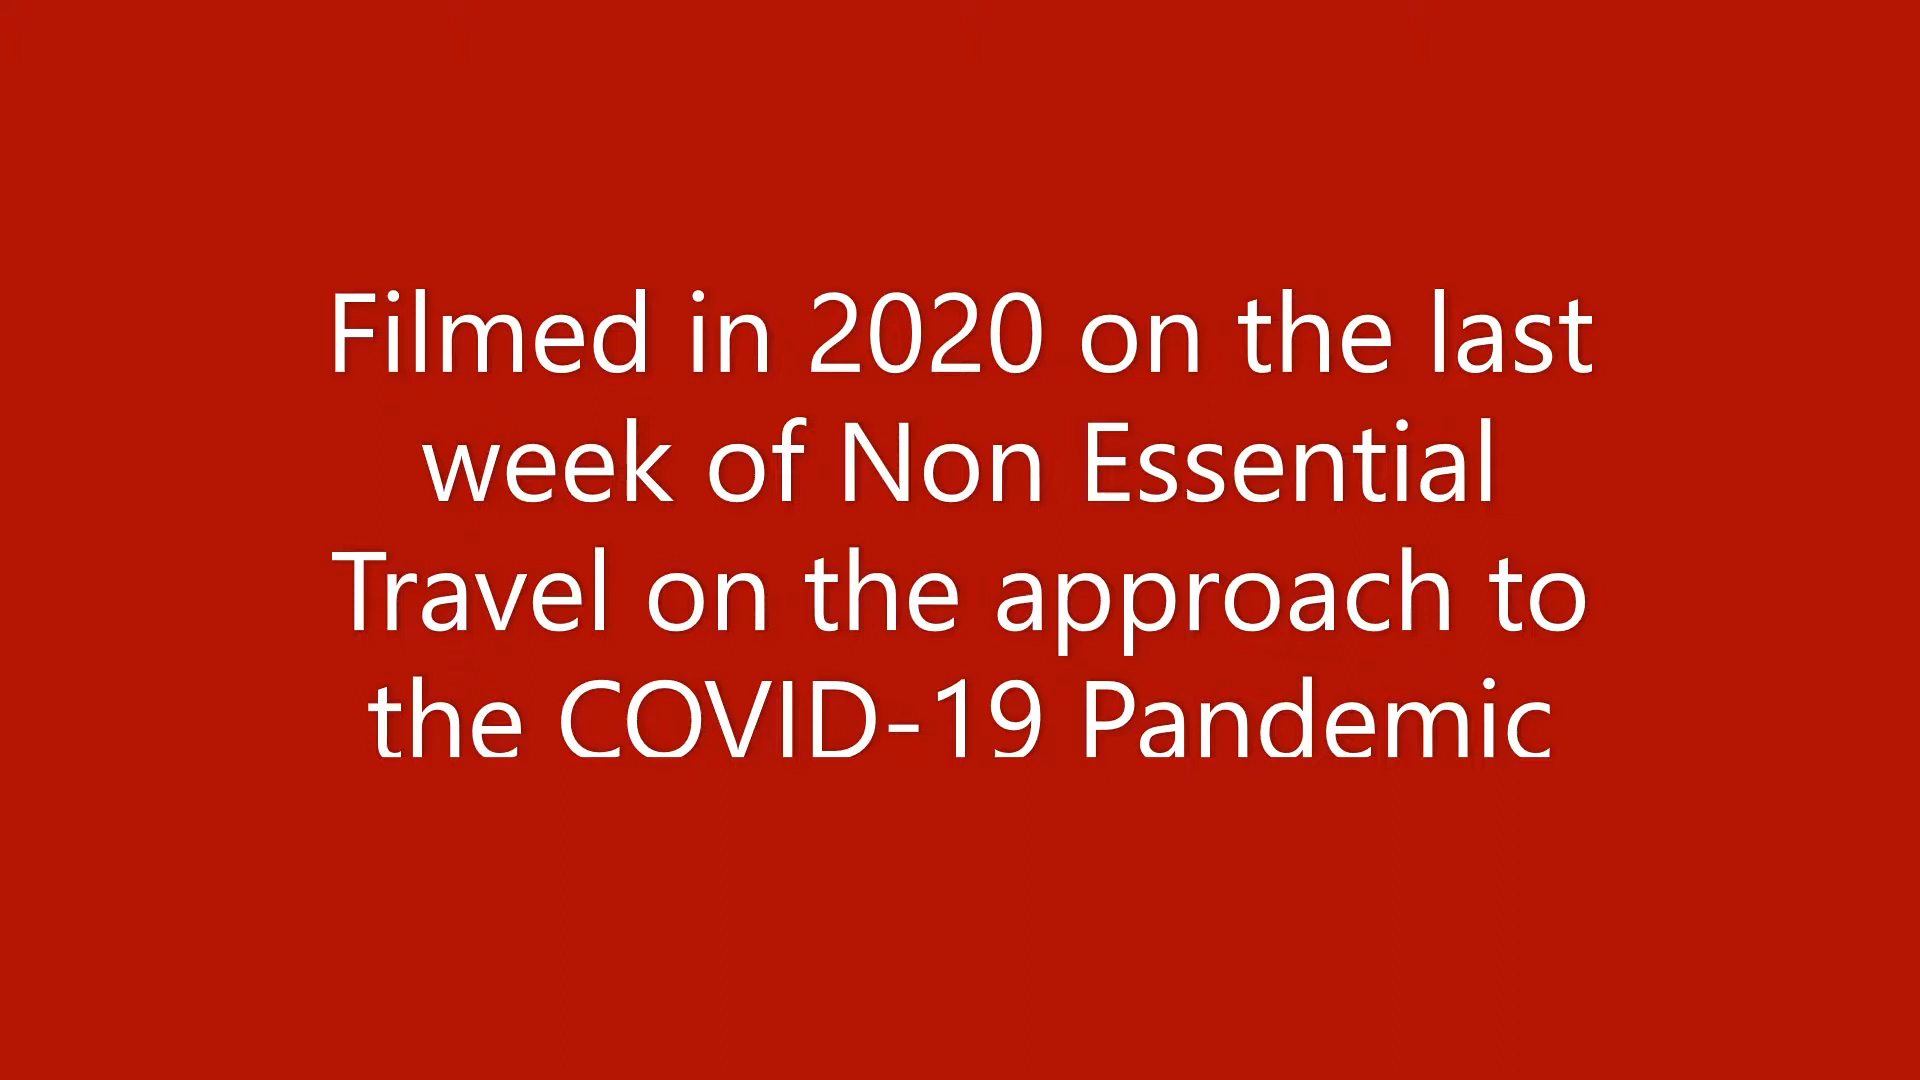 Filmed in 2020 on the last
week of Non Essential
Travel on the approach to
the COVID-19 Pandemic